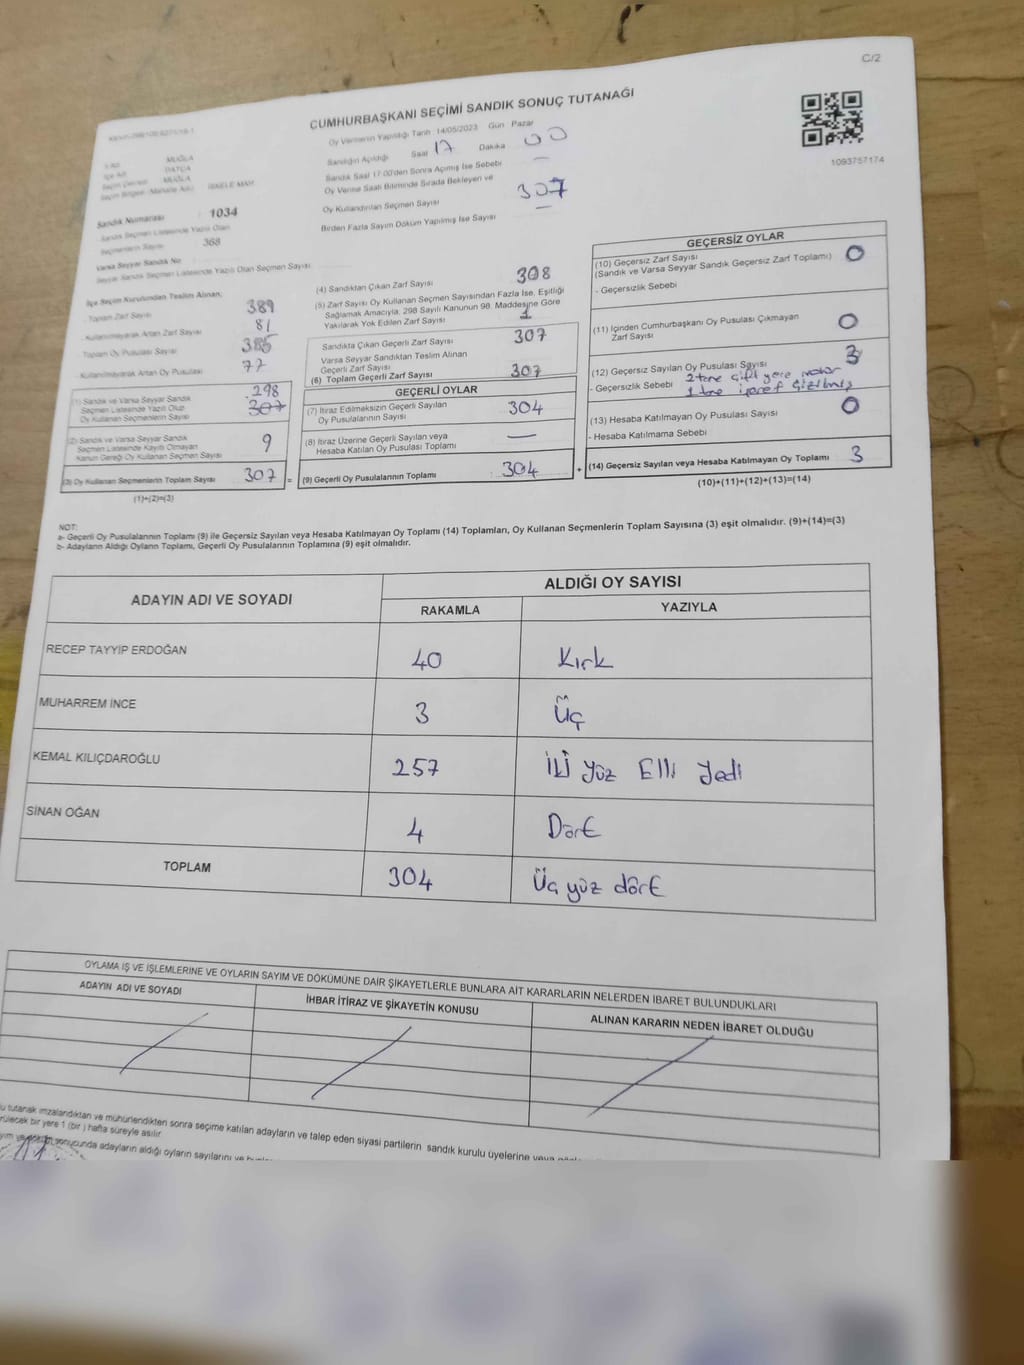 C/2
CUMHURBAŞKANI SEÇİMİ SANDIK SONUÇ TUTANAĞI
Oy Vermenin Yapıldığı Tarih : 14/05/2023 Gün : Pazar
Sandığın Açıldığı Saat 17 Dakika 00
Sandık Saat 17:00'den Sonra Açılmış İse Sebebi —
Oy Verme Saati Bitiminde Sırada Bekleyen ve
Oy Kullandırılan Seçmen Sayısı 307
Birden Fazla Sayım Döküm Yapılmış İse Sayısı —
1093757174
MUĞLA
DATÇA
MUĞLA
İSKELE MAH.
Sandık Numarası : 1034
Sandık Seçmen Listesinde Yazılı Olan
Seçmenlerin Sayısı 368
Varsa Seyyar Sandık No
Seyyar Sandık Seçmen Listesinde Yazılı Olan Seçmen Sayısı
İlçe Seçim Kurulundan Teslim Alınan;
- Toplam Zarf Sayısı 389
- Kullanılmayarak Artan Zarf Sayısı 81
Toplam Oy Pusulası Sayısı 385
- Kullanılmayarak Artan Oy Pusulası 77
298
(1) Sandık ve Varsa Seyyar Sandık
Seçmen Listesinde Yazılı Olup
Oy Kullanan Seçmenlerin Sayısı 307
(2) Sandık ve Varsa Seyyar Sandık
Seçmen Listesinde Kayıtlı Olmayan
Kanun Gereği Oy Kullanan Seçmen Sayısı 9
(3) Oy Kullanan Seçmenlerin Toplam Sayısı 307 =
(1)+(2)=(3)
(4) Sandıktan Çıkan Zarf Sayısı 308
(5) Zarf Sayısı Oy Kullanan Seçmen Sayısından Fazla İse, Eşitliği
Sağlamak Amacıyla; 298 Sayılı Kanunun 98. Maddesine Göre
Yakılarak Yok Edilen Zarf Sayısı 1
Sandıkta Çıkan Geçerli Zarf Sayısı 307
Varsa Seyyar Sandıktan Teslim Alınan
Geçerli Zarf Sayısı
(6) Toplam Geçerli Zarf Sayısı 307
GEÇERLİ OYLAR
(7) İtiraz Edilmeksizin Geçerli Sayılan
Oy Pusulasının Sayısı 304
(8) İtiraz Üzerine Geçerli Sayılan veya
Hesaba Katılan Oy Pusulası Toplamı —
(9) Geçerli Oy Pusulalarının Toplamı : 304 +
GEÇERSİZ OYLAR
(10) Geçersiz Zarf Sayısı
(Sandık ve Varsa Seyyar Sandık Geçersiz Zarf Toplamı) 0
- Geçersizlik Sebebi
(11) İçinden Cumhurbaşkanı Oy Pusulası Çıkmayan
Zarf Sayısı 0
(12) Geçersiz Sayılan Oy Pusulası Sayısı 3
- Geçersizlik Sebebi 2 tane çift yere mühür
1 tane işaret çizilmiş
(13) Hesaba Katılmayan Oy Pusulası Sayısı 0
- Hesaba Katılmama Sebebi
(14) Geçersiz Sayılan veya Hesaba Katılmayan Oy Toplamı 3
(10)+(11)+(12)+(13)=(14)
NOT:
a- Geçerli Oy Pusulalarının Toplamı (9) ile Geçersiz Sayılan veya Hesaba Katılmayan Oy Toplamı (14) Toplamları, Oy Kullanan Seçmenlerin Toplam Sayısına (3) eşit olmalıdır. (9)+(14)=(3)
b- Adayların Aldığı Oyların Toplamı, Geçerli Oy Pusulalarının Toplamına (9) eşit olmalıdır.
ADAYIN ADI VE SOYADI ALDIĞI OY SAYISI
RAKAMLA YAZIYLA
RECEP TAYYİP ERDOĞAN 40 Kırk
MUHARREM İNCE 3 Üç
KEMAL KILIÇDAROĞLU 257 İki yüz Elli Yedi
SİNAN OĞAN 4 Dört
TOPLAM 304 Üç yüz dört
OYLAMA İŞ VE İŞLEMLERİNE VE OYLARIN SAYIM VE DÖKÜMÜNE DAİR ŞİKAYETLERLE BUNLARA AİT KARARLARIN NELERDEN İBARET BULUNDUKLARI
ADAYIN ADI VE SOYADI İHBAR İTİRAZ VE ŞİKAYETİN KONUSU ALINAN KARARIN NEDEN İBARET OLDUĞU
u tutanak imzalandıktan ve mühürlendikten sonra seçime katılan adayların ve talep eden siyasi partilerin sandık kurulu üyelerine veya
rülecek bir yere 1 (bir ) hafta süreyle asılır.
sonucunda adayların aldığı oyların sayılarını ve